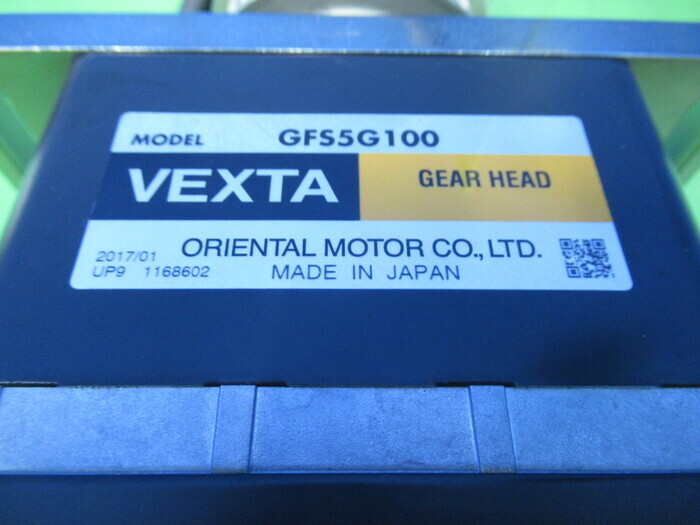 MODEL GFS5G100
VEXTA GEAR HEAD
2017/01 ORIENTAL MOTOR CO., LTD.
UP9 1168602 MADE IN JAPAN